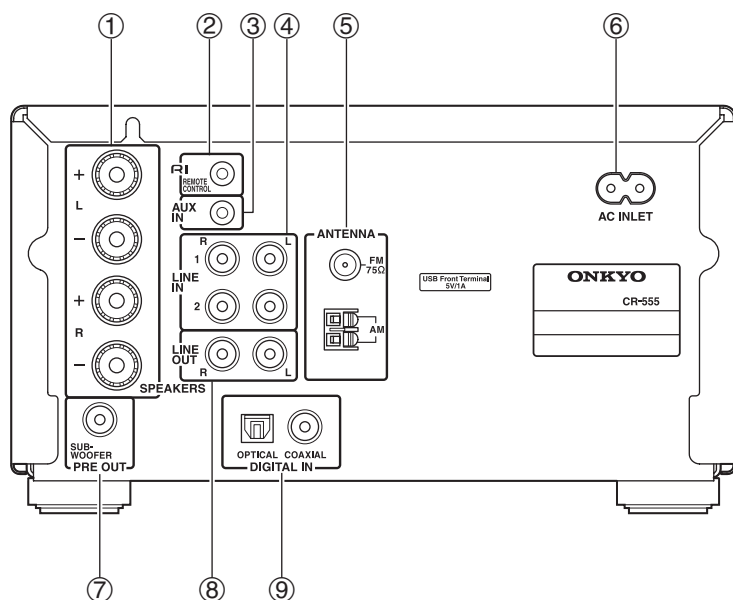 ① ② ③ ④ ⑤ ⑥
+
L
−
+
R
−
SPEAKERS
RI
REMOTE
CONTROL
AUX
IN
R L
1
LINE
IN
2
LINE
OUT
R L
ANTENNA
FM
75Ω
AM
AC INLET
USB Front Terminal
5V/1A
ONKYO
CR-555
SUB-
WOOFER
PRE OUT
OPTICAL COAXIAL
DIGITAL IN
⑦ ⑧ ⑨